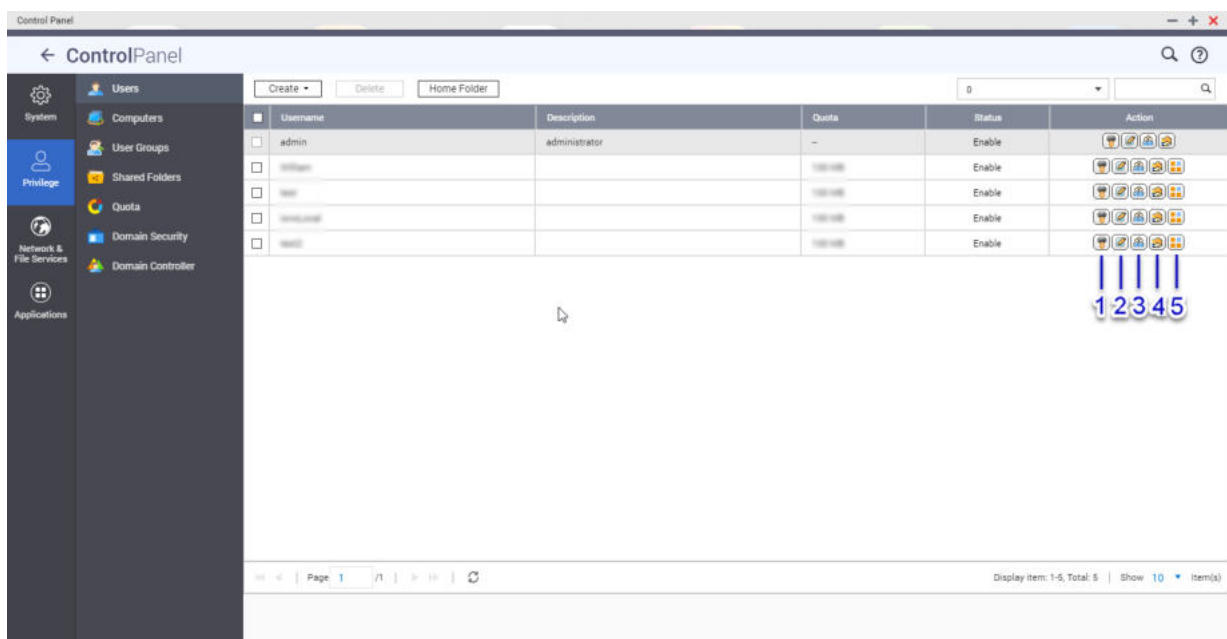 Control Panel
ControlPanel
System
Privilege
Network &
File Services
Applications
Users
Computers
User Groups
Shared Folders
Quota
Domain Security
Domain Controller
Create Delete Home Folder 0
Username Description Quota Status Action
admin administrator -- Enable
Enable
Enable
Enable
Enable
1 2 3 4 5
Page 1 /1 Display item: 1-5, Total: 5 | Show 10 Item(s)